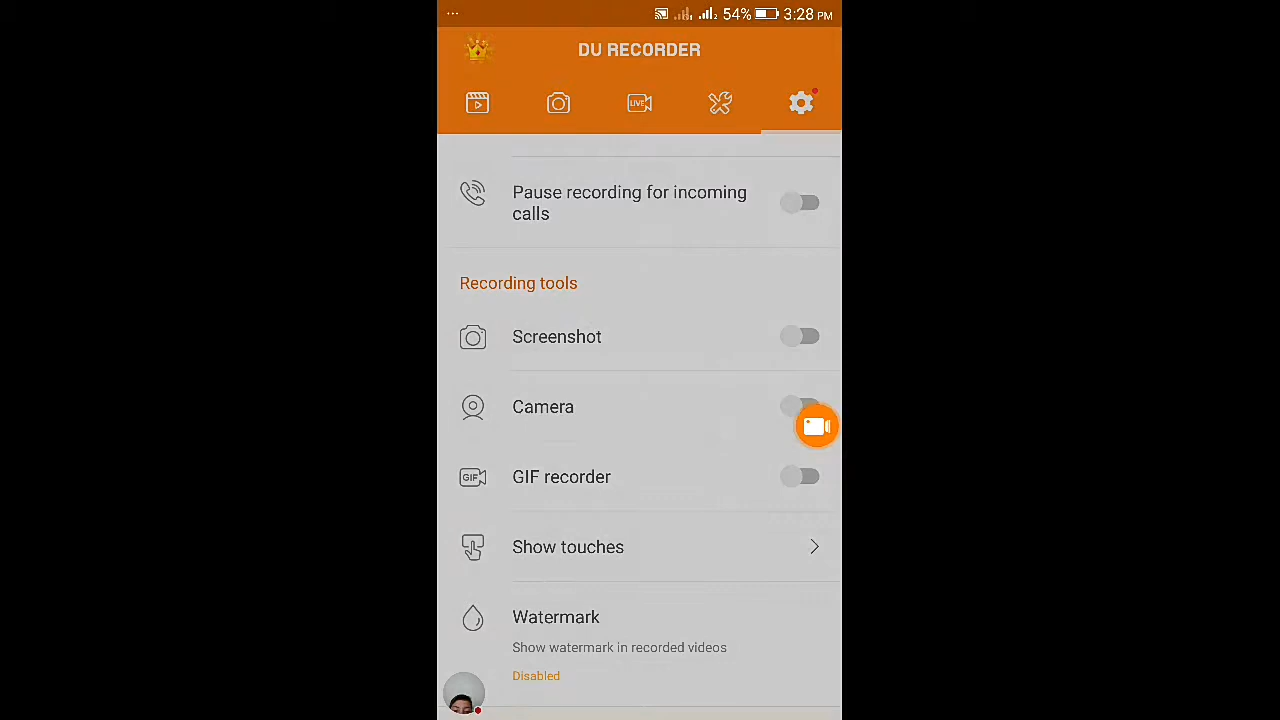 ... 54% 3:28 PM
DU RECORDER
LIVE
Pause recording for incoming
calls
Recording tools
Screenshot
Camera
GIF
GIF recorder
Show touches
Watermark
Show watermark in recorded videos
Disabled